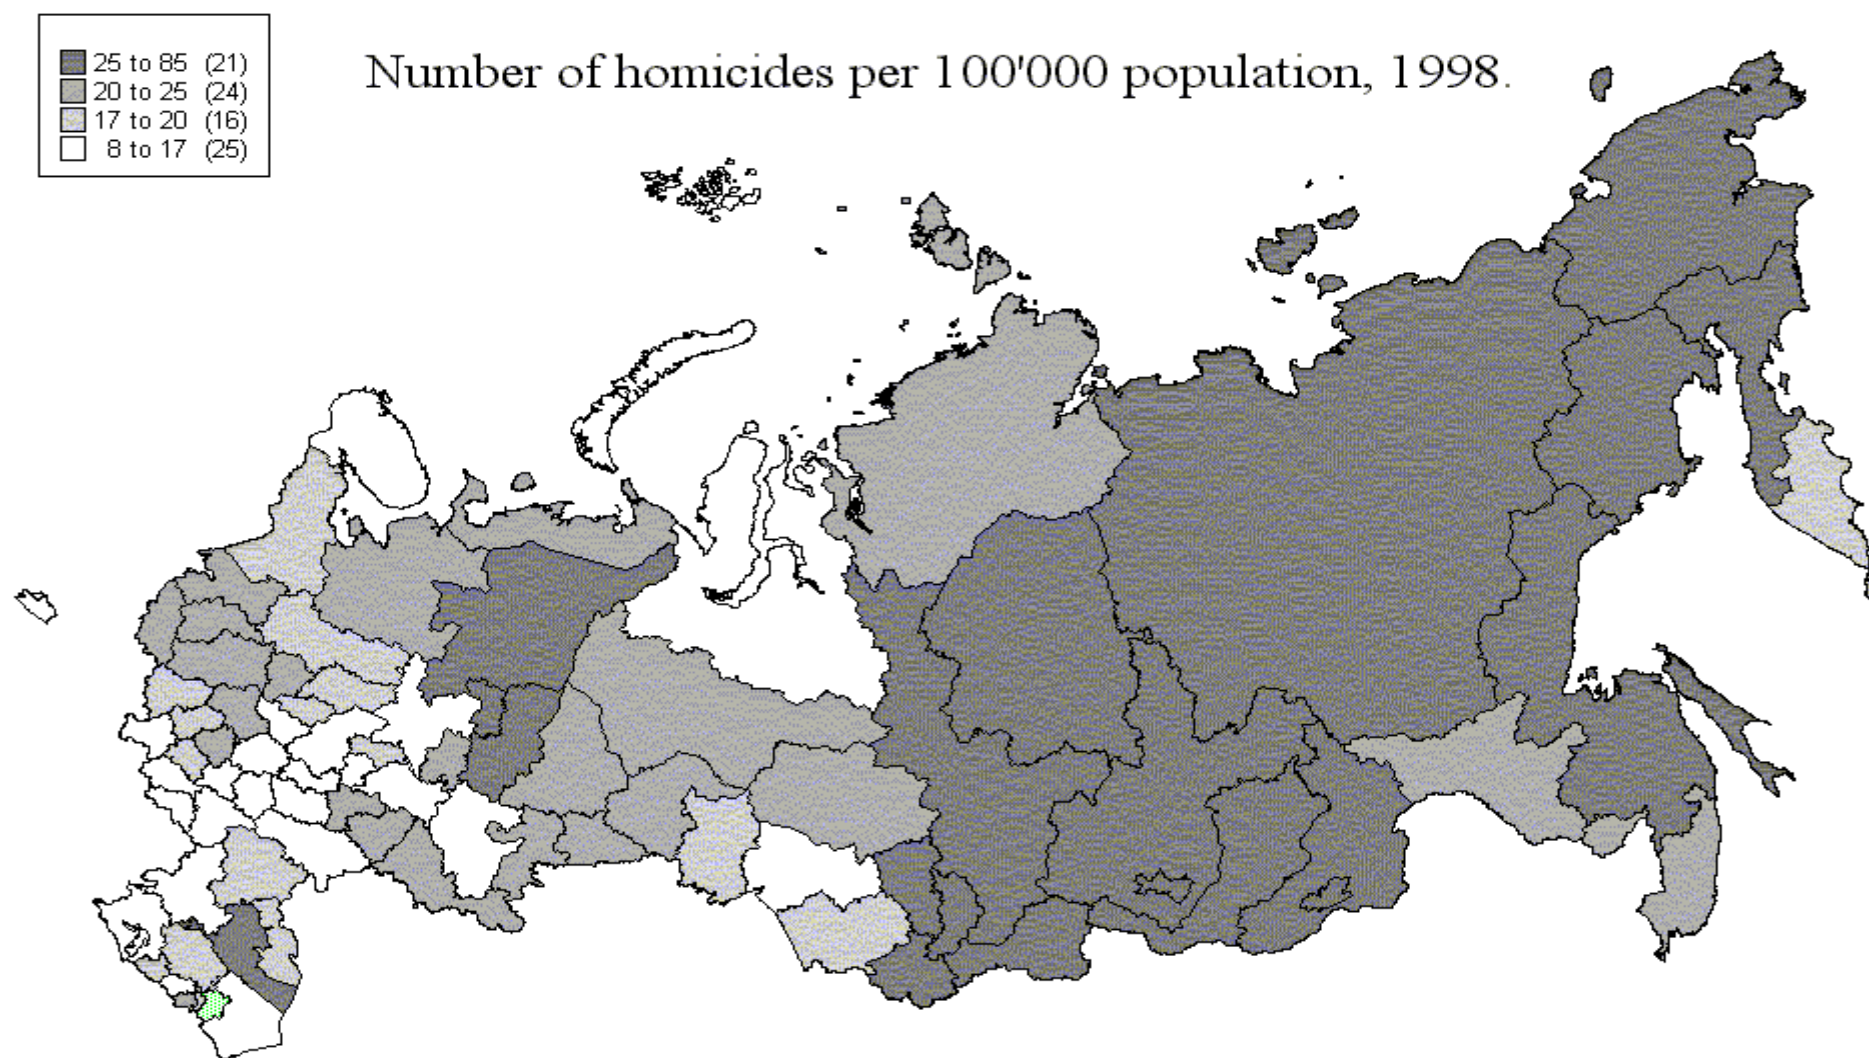 25 to 85 (21)
20 to 25 (24)
17 to 20 (16)
8 to 17 (25)
Number of homicides per 100'000 population, 1998.